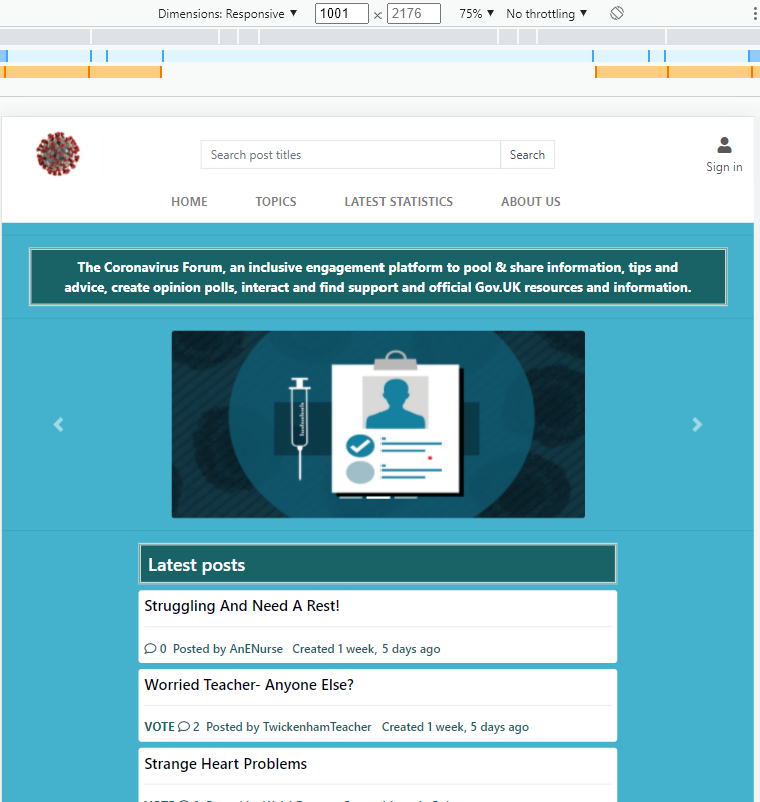 Dimensions: Responsive ▼ 1001 × 2176 75% ▼ No throttling ▼
Search post titles Search
Sign in
HOME TOPICS LATEST STATISTICS ABOUT US
The Coronavirus Forum, an inclusive engagement platform to pool & share information, tips and
advice, create opinion polls, interact and find support and official Gov.UK resources and information.
Latest posts
Struggling And Need A Rest!
0 Posted by AnENurse Created 1 week, 5 days ago
Worried Teacher- Anyone Else?
VOTE 2 Posted by TwickenhamTeacher Created 1 week, 5 days ago
Strange Heart Problems